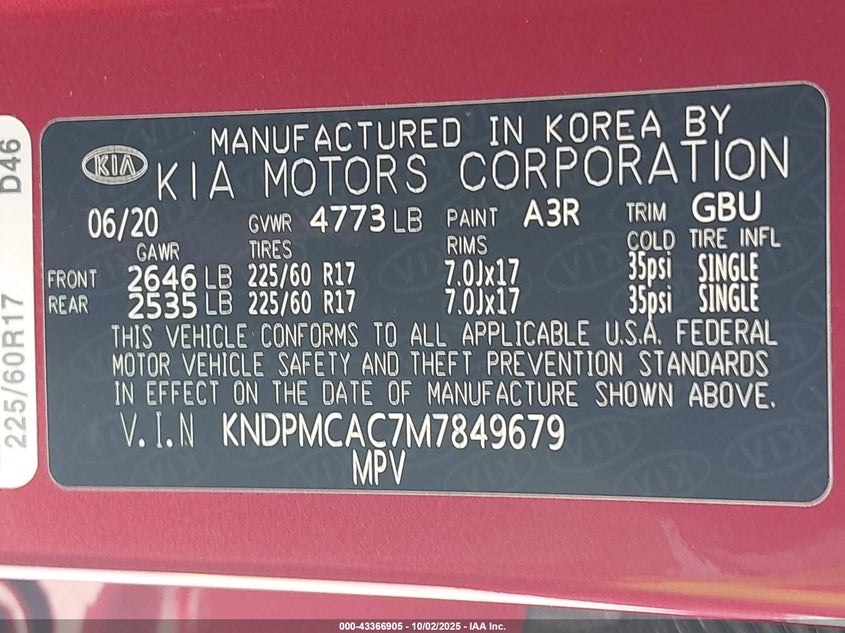 MANUFACTURED IN KOREA BY
KIA KIA MOTORS CORPORATION
06/20 GVWR 4773 LB PAINT A3R TRIM GBU
GAWR TIRES RIMS COLD TIRE INFL
FRONT 2646 LB 225/60 R17 7.0Jx17 35psi SINGLE
REAR 2535 LB 225/60 R17 7.0Jx17 35psi SINGLE
THIS VEHICLE CONFORMS TO ALL APPLICABLE U.S.A. FEDERAL
MOTOR VEHICLE SAFETY AND THEFT PREVENTION STANDARDS
IN EFFECT ON THE DATE OF MANUFACTURE SHOWN ABOVE.
V.I.N KNDPMCAC7M7849679
MPV
225/60R17 D46
000-43366905 - 10/02/2025 - IAA Inc.